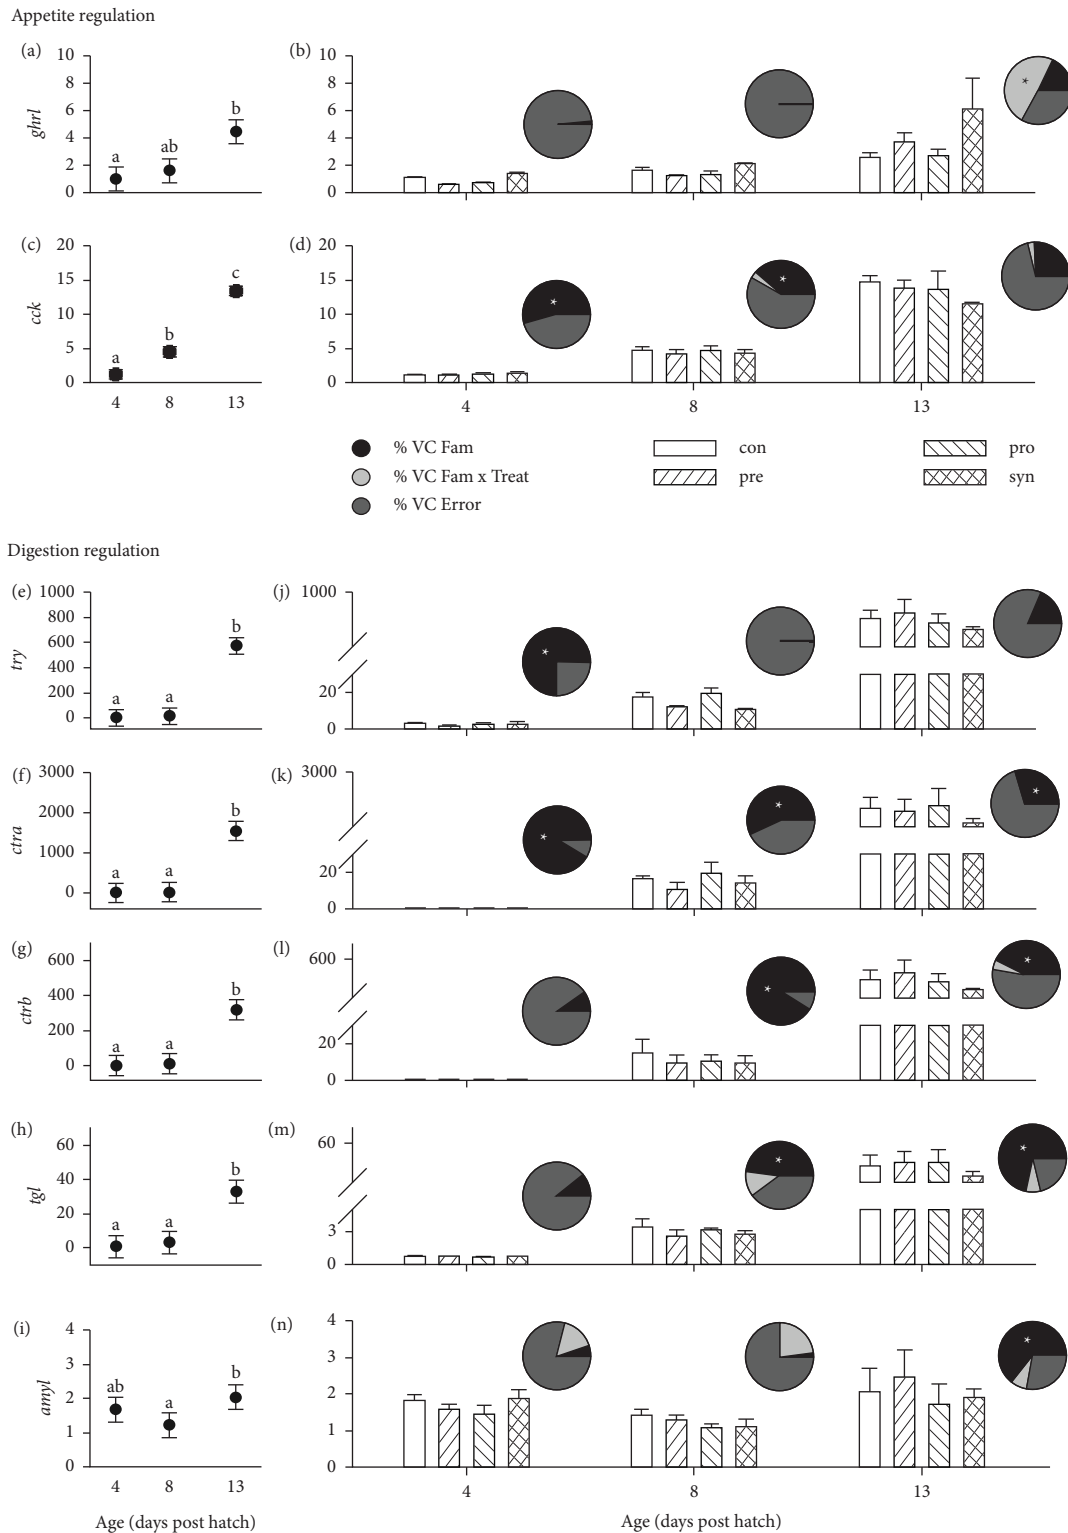 Appetite regulation
(a)
10
8
6
4
2
0
ghrl
a
ab
b
(b)
10
8
6
4
2
0
*
(c)
20
15
10
5
0
cck
a
b
c
4 8 13
(d)
20
15
10
5
0
*
*
4 8 13
% VC Fam
% VC Fam x Treat
% VC Error
con
pre
pro
syn
Digestion regulation
(e)
1000
800
600
400
200
0
try
a
a
b
(j)
1000
20
0
*
(f)
3000
2000
1000
0
ctra
a
a
b
(k)
3000
20
0
*
*
*
(g)
600
400
200
0
ctrb
a
a
b
(l)
600
20
0
*
*
(h)
60
40
20
0
tgl
a
a
b
(m)
60
3
0
*
*
(i)
4
3
2
1
0
amyl
ab
a
b
4 8 13
Age (days post hatch)
(n)
4
3
2
1
0
*
4 8 13
Age (days post hatch)